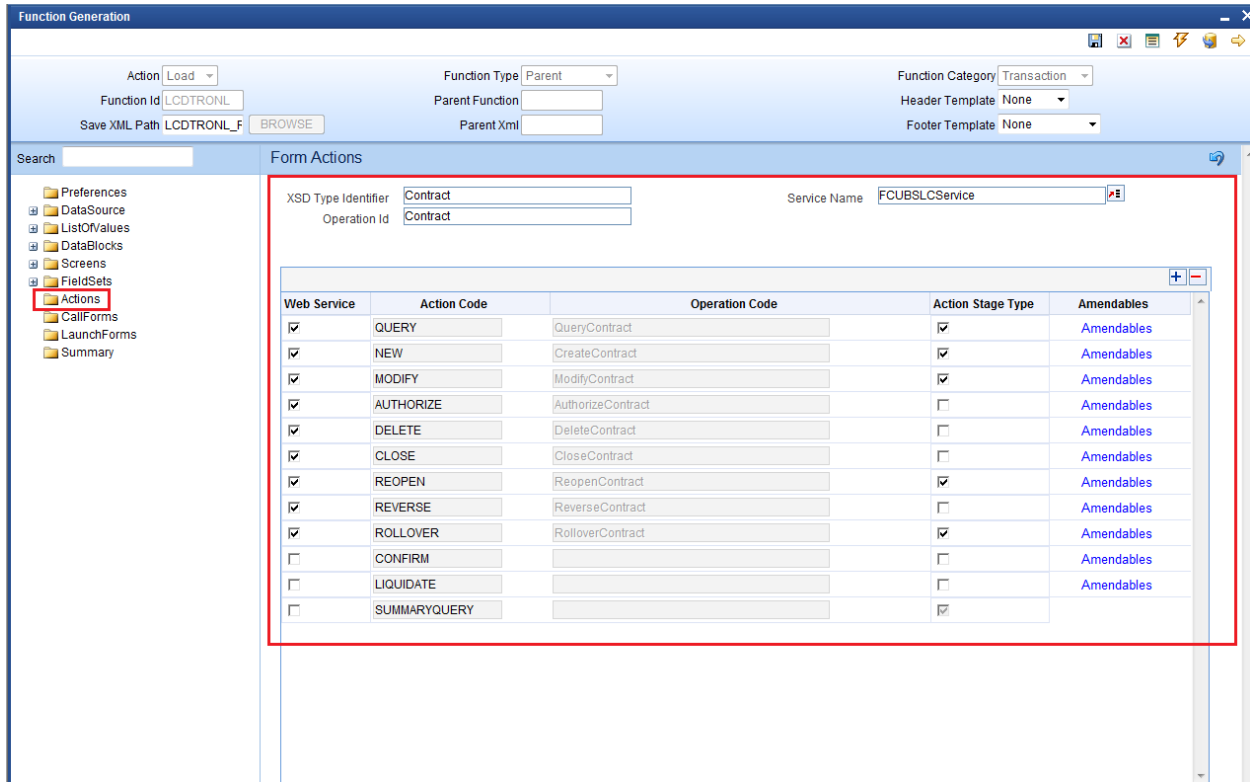 Function Generation
Action Load Function Type Parent Function Category Transaction
Function Id LCDTRONL Parent Function Header Template None
Save XML Path LCDTRONL_F BROWSE Parent Xml Footer Template None
Search Form Actions
Preferences
DataSource
ListOfValues
DataBlocks
Screens
FieldSets
Actions
CallForms
LaunchForms
Summary
XSD Type Identifier Contract Service Name FCUBSLCService
Operation Id Contract
Web Service Action Code Operation Code Action Stage Type Amendables
QUERY QueryContract Amendables
NEW CreateContract Amendables
MODIFY ModifyContract Amendables
AUTHORIZE AuthorizeContract Amendables
DELETE DeleteContract Amendables
CLOSE CloseContract Amendables
REOPEN ReopenContract Amendables
REVERSE ReverseContract Amendables
ROLLOVER RolloverContract Amendables
CONFIRM Amendables
LIQUIDATE Amendables
SUMMARYQUERY